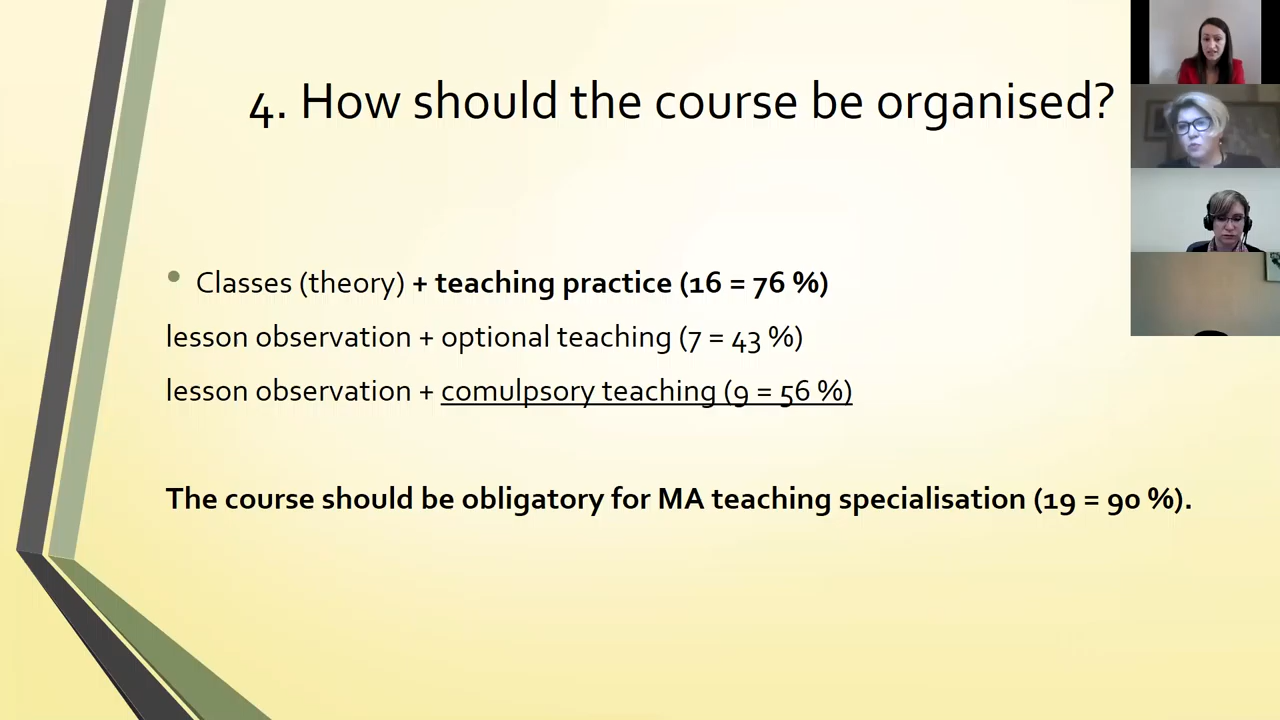 4. How should the course be organised?
• Classes (theory) + teaching practice (16 = 76 %)
lesson observation + optional teaching (7 = 43 %)
lesson observation + comulpsory teaching (9 = 56 %)
The course should be obligatory for MA teaching specialisation (19 = 90 %).